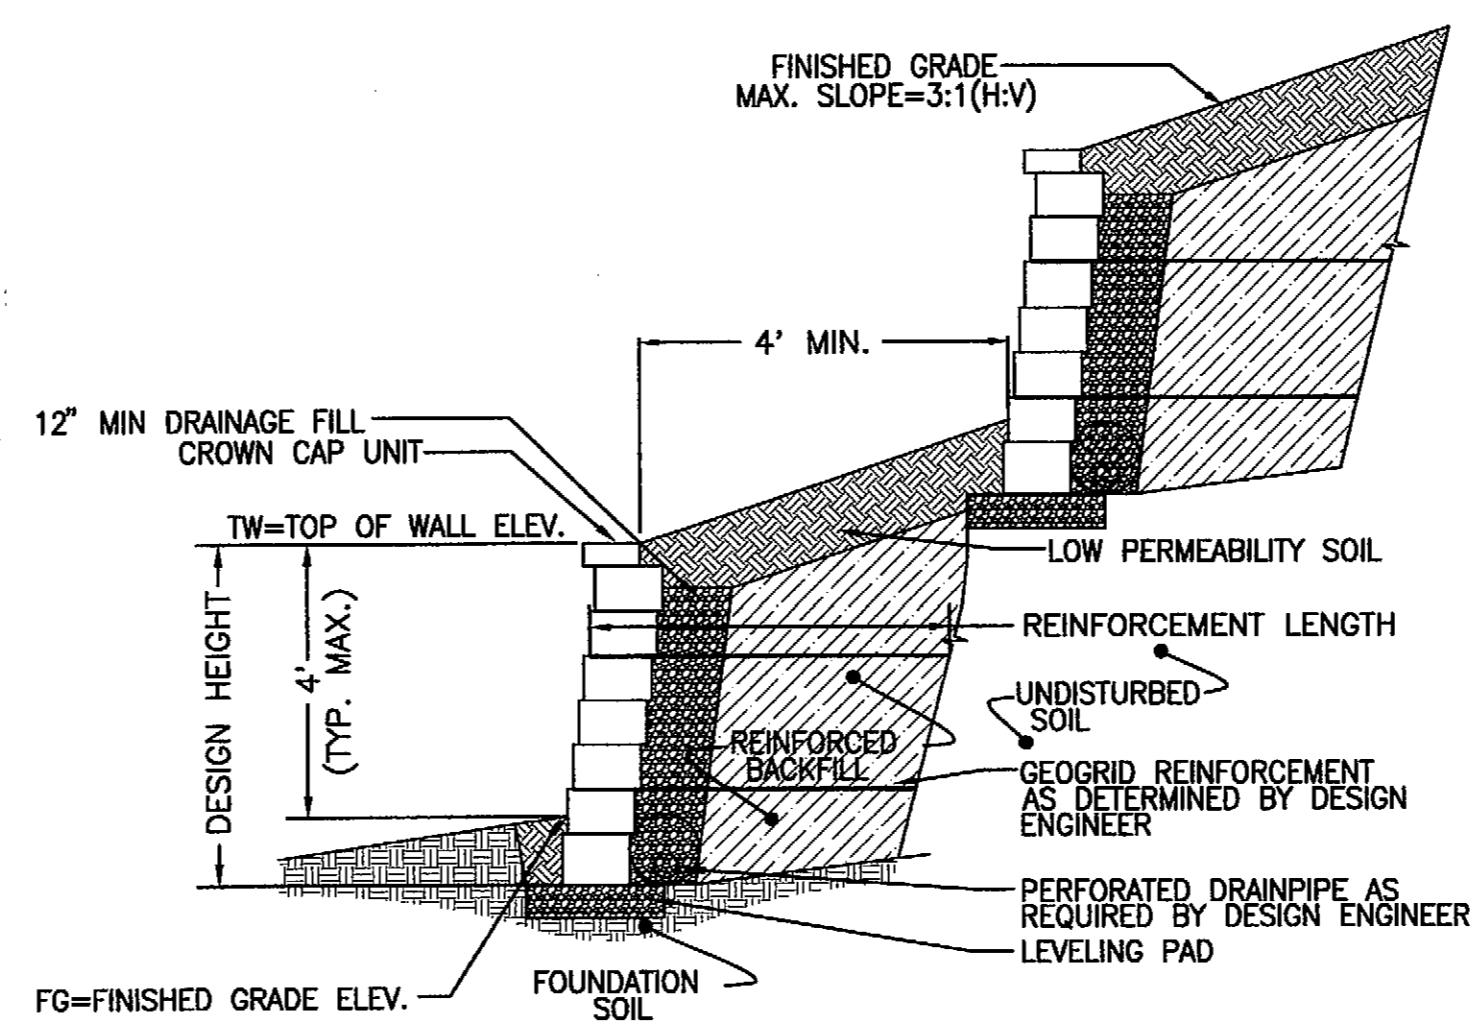 FINISHED GRADE
MAX. SLOPE=3:1(H:V)
4' MIN.
12" MIN DRAINAGE FILL
CROWN CAP UNIT
TW=TOP OF WALL ELEV.
LOW PERMEABILITY SOIL
DESIGN HEIGHT
4'
(TYP. MAX.)
REINFORCEMENT LENGTH
UNDISTURBED
SOIL
REINFORCED
BACKFILL
GEOGRID REINFORCEMENT
AS DETERMINED BY DESIGN
ENGINEER
PERFORATED DRAINPIPE AS
REQUIRED BY DESIGN ENGINEER
LEVELING PAD
FOUNDATION
SOIL
FG=FINISHED GRADE ELEV.